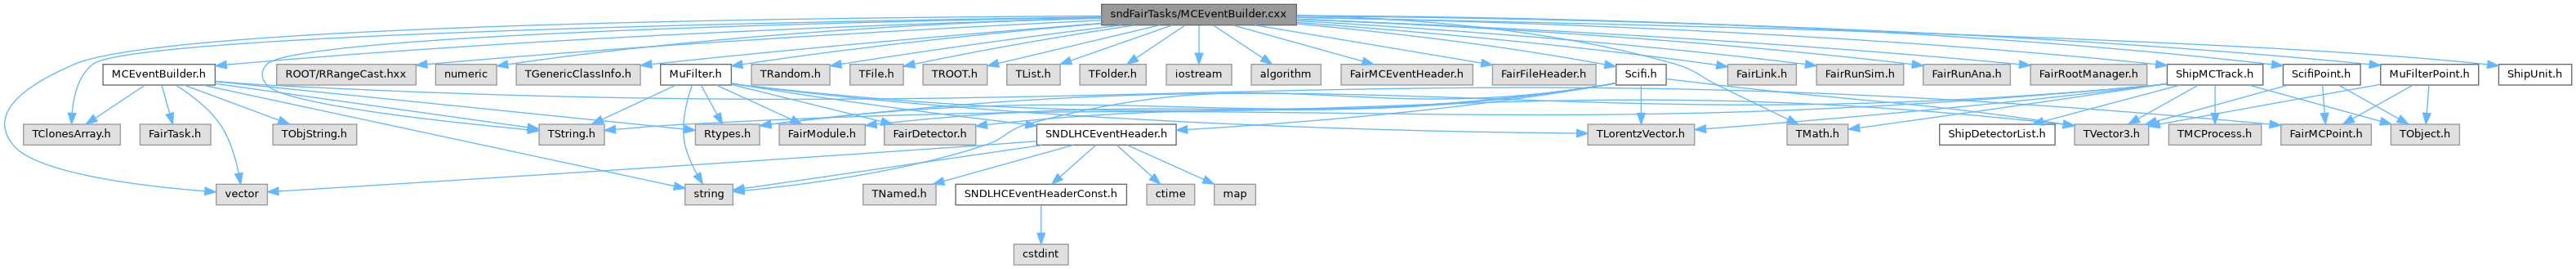 sndFairTasks/MCEventBuilder.cxx
MCEventBuilder.h
ROOT/RRangeCast.hxx
numeric
TGenericClassInfo.h
MuFilter.h
TRandom.h
TFile.h
TROOT.h
TList.h
TFolder.h
iostream
algorithm
FairMCEventHeader.h
FairFileHeader.h
Scifi.h
FairLink.h
FairRunSim.h
FairRunAna.h
FairRootManager.h
ShipMCTrack.h
ScifiPoint.h
MuFilterPoint.h
ShipUnit.h
TClonesArray.h
FairTask.h
TObjString.h
TString.h
Rtypes.h
FairModule.h
FairDetector.h
SNDLHCEventHeader.h
TLorentzVector.h
TMath.h
ShipDetectorList.h
TVector3.h
TMCProcess.h
FairMCPoint.h
TObject.h
vector
string
TNamed.h
SNDLHCEventHeaderConst.h
ctime
map
cstdint